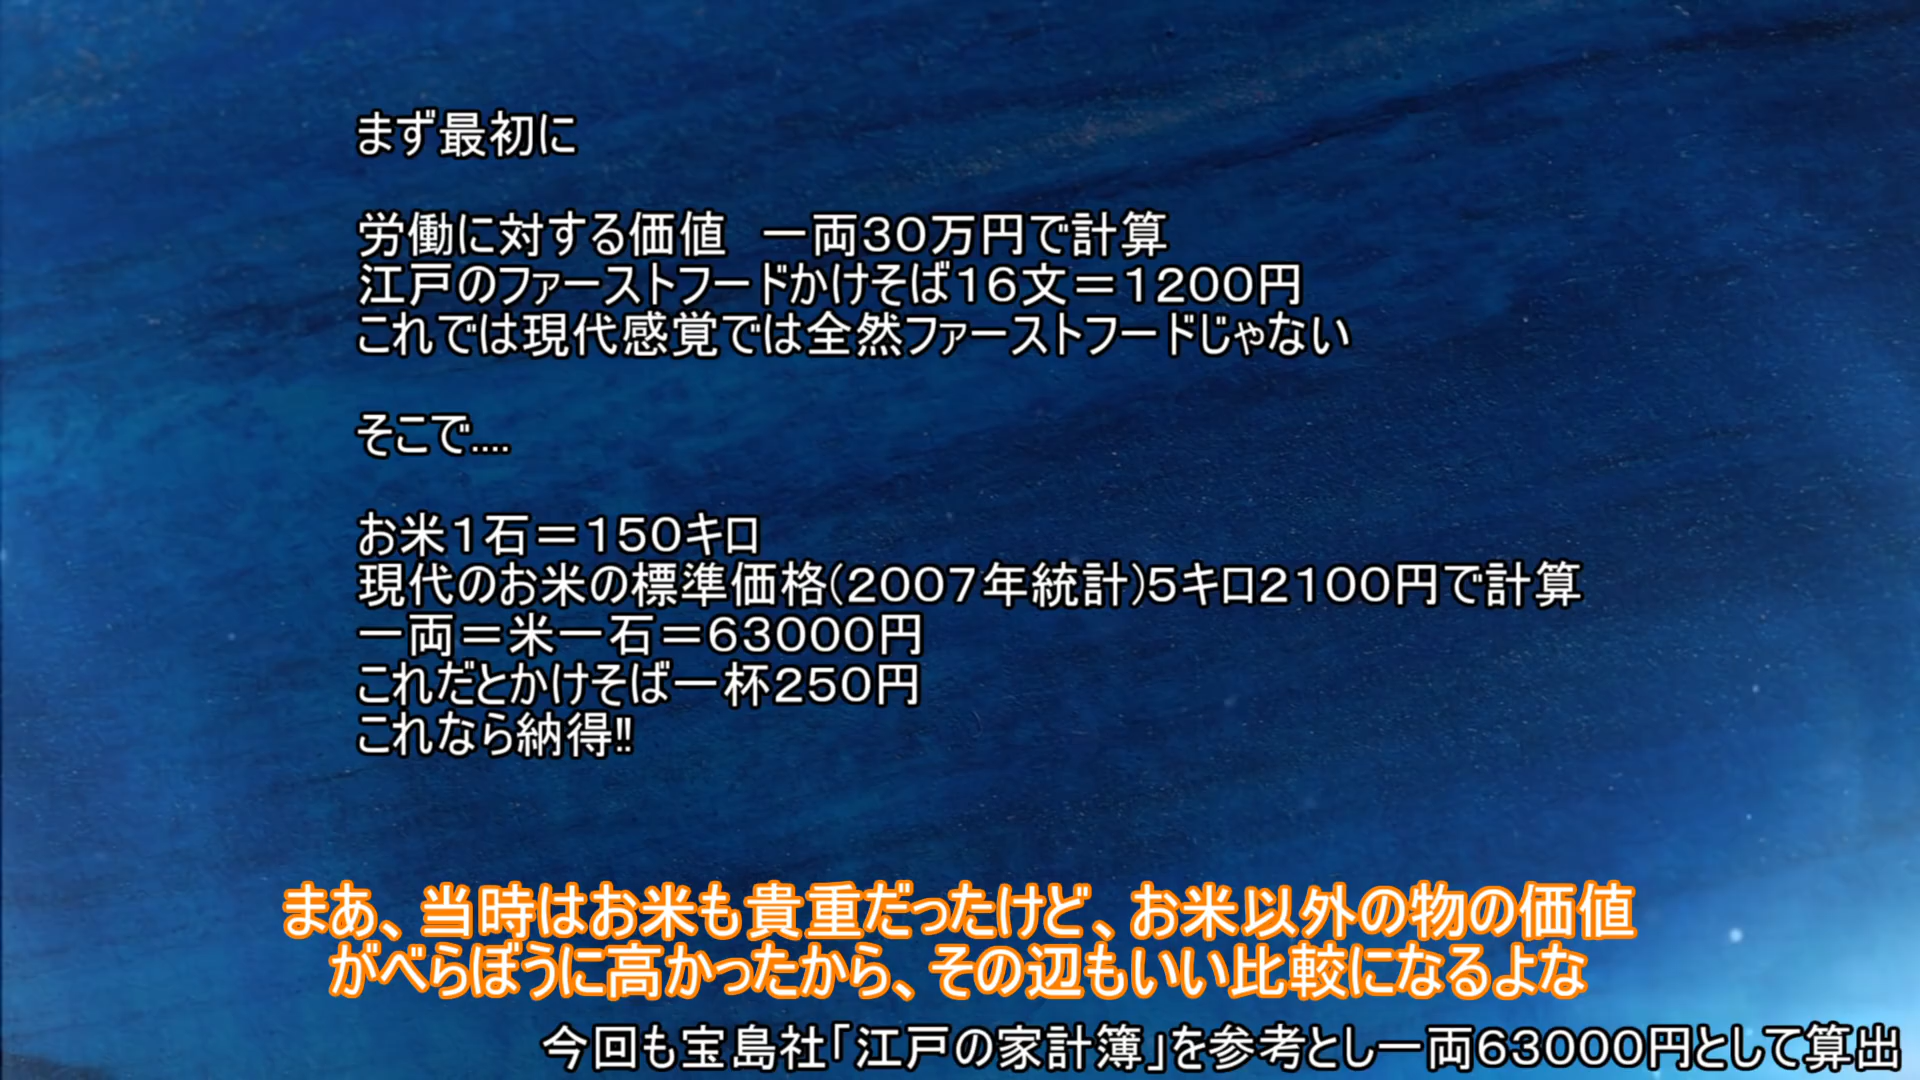 まず最初に
労働に対する価値　一両30万円で計算
江戸のファーストフードかけそば16文＝1200円
これでは現代感覚では全然ファーストフードじゃない
そこで....
お米1石＝150キロ
現代のお米の標準価格(2007年統計)5キロ2100円で計算
一両＝米一石＝63000円
これだとかけそば一杯250円
これなら納得!!
まあ、当時はお米も貴重だったけど、お米以外の物の価値
がべらぼうに高かったから、その辺もいい比較になるよな
今回も宝島社「江戸の家計簿」を参考とし一両63000円として算出